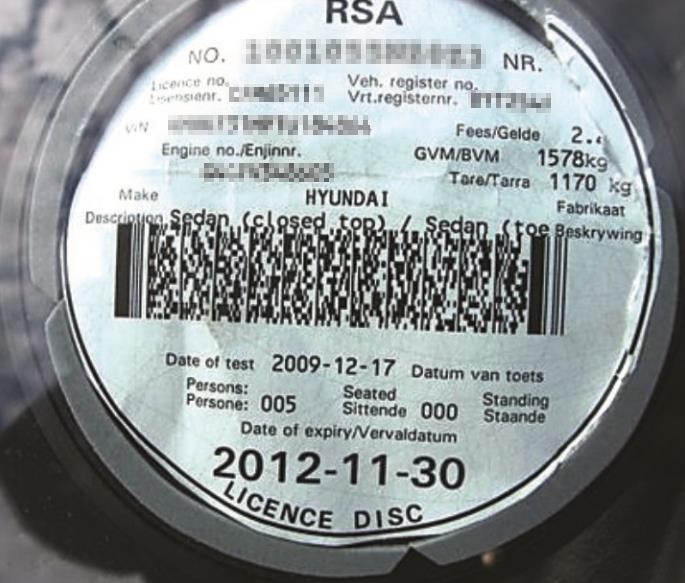 RSA
NO. NR.
Licence no. Veh. register no.
Lisensienr. Vrt.registernr.
VIN Fees/Gelde 2.
Engine no./Enjinnr. GVM/BVM 1578kg
Tare/Tarra 1170 kg
Make HYUNDAI Fabrikaat
Description Sedan (closed top) / Sedan (toe Beskrywing
Date of test 2009-12-17 Datum van toets
Persons: Seated Standing
Persone: 005 Sittende 000 Staande
Date of expiry/Vervaldatum
2012-11-30
LICENCE DISC